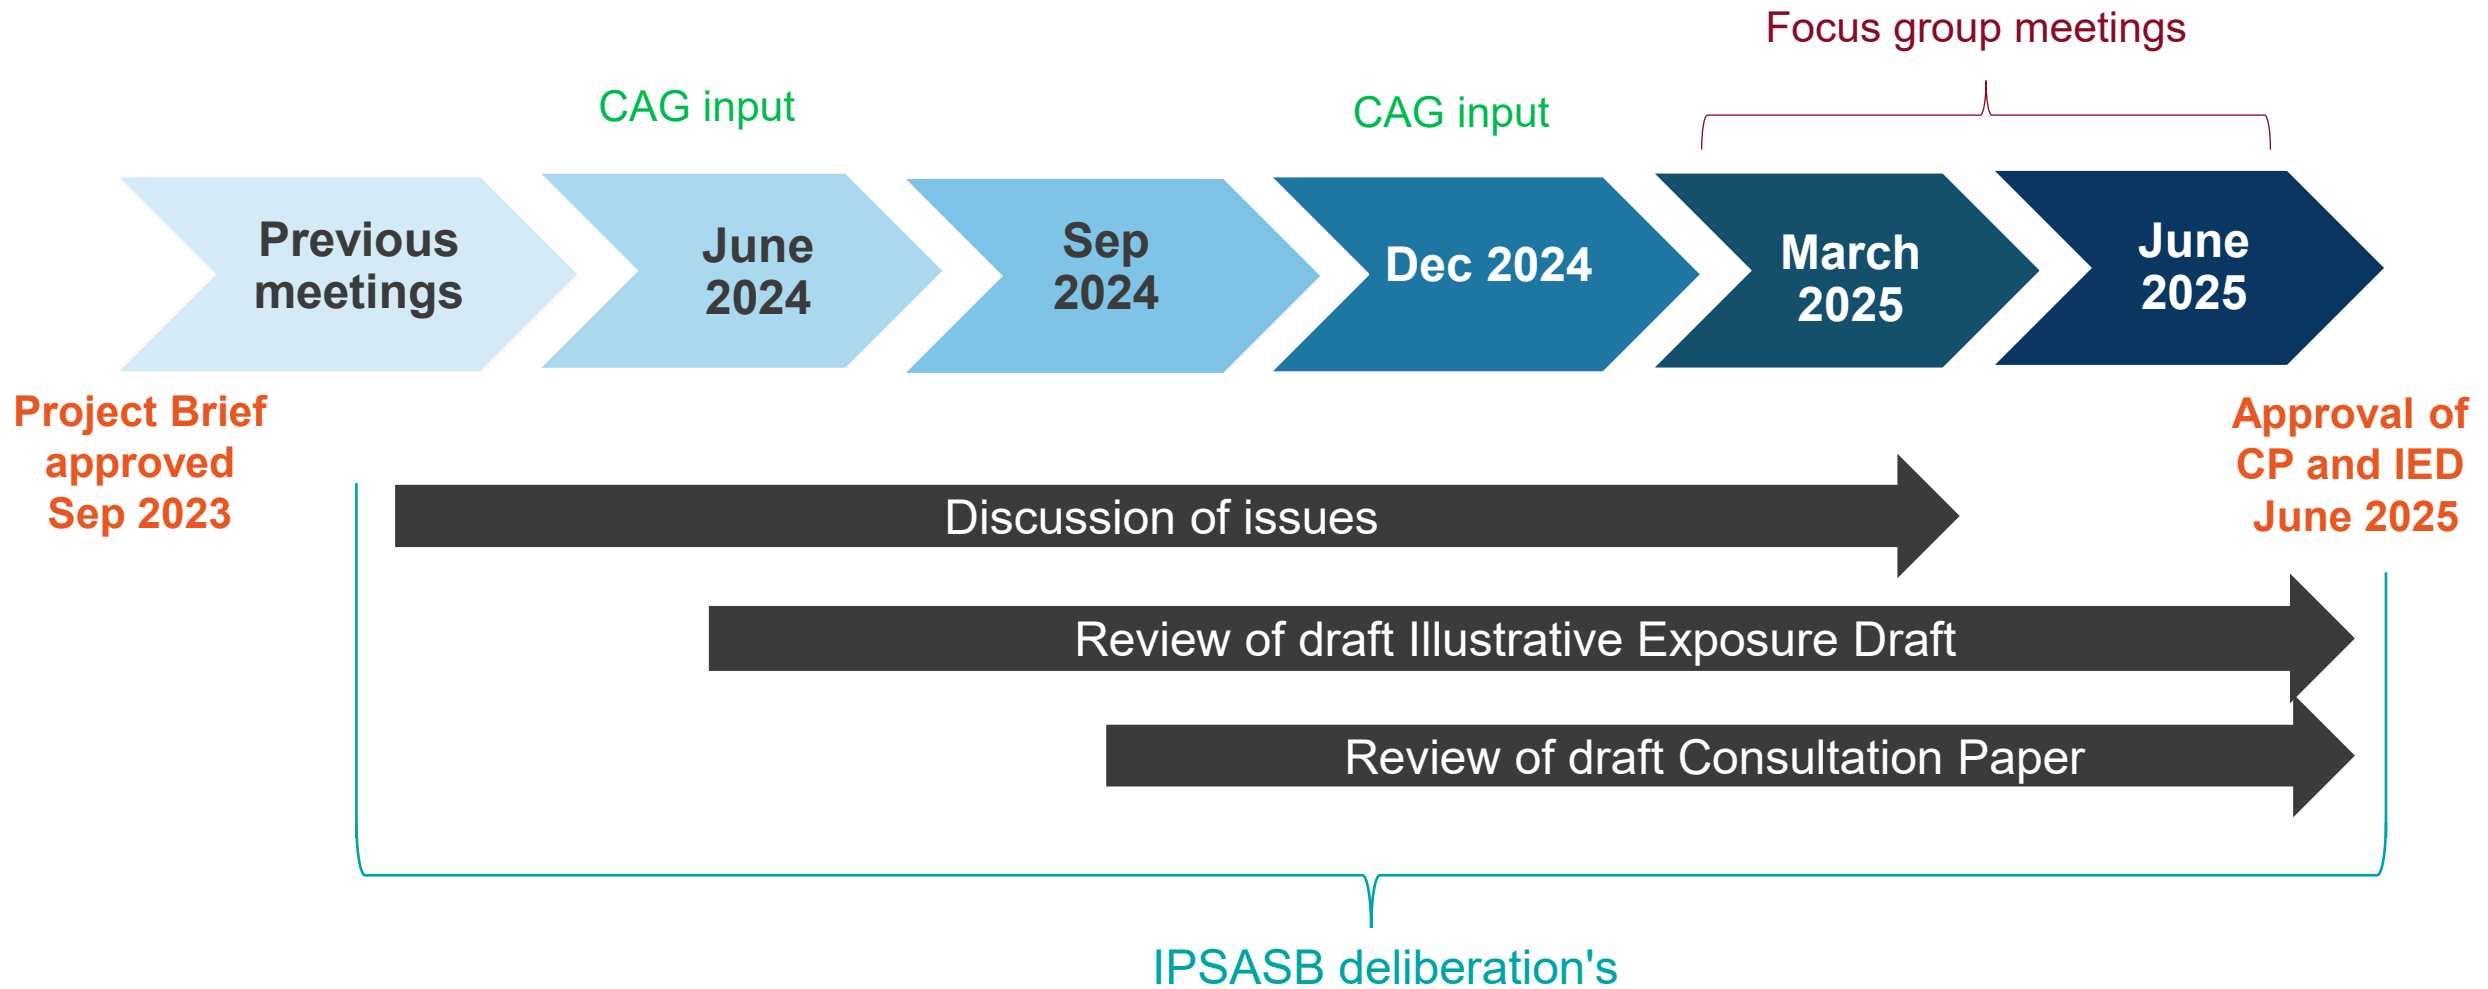 Focus group meetings
CAG input
CAG input
Previous
meetings
June
2024
Sep
2024
Dec 2024
March
2025
June
2025
Project Brief
approved
Sep 2023
Approval of
CP and IED
June 2025
Discussion of issues
Review of draft Illustrative Exposure Draft
Review of draft Consultation Paper
IPSASB deliberation's